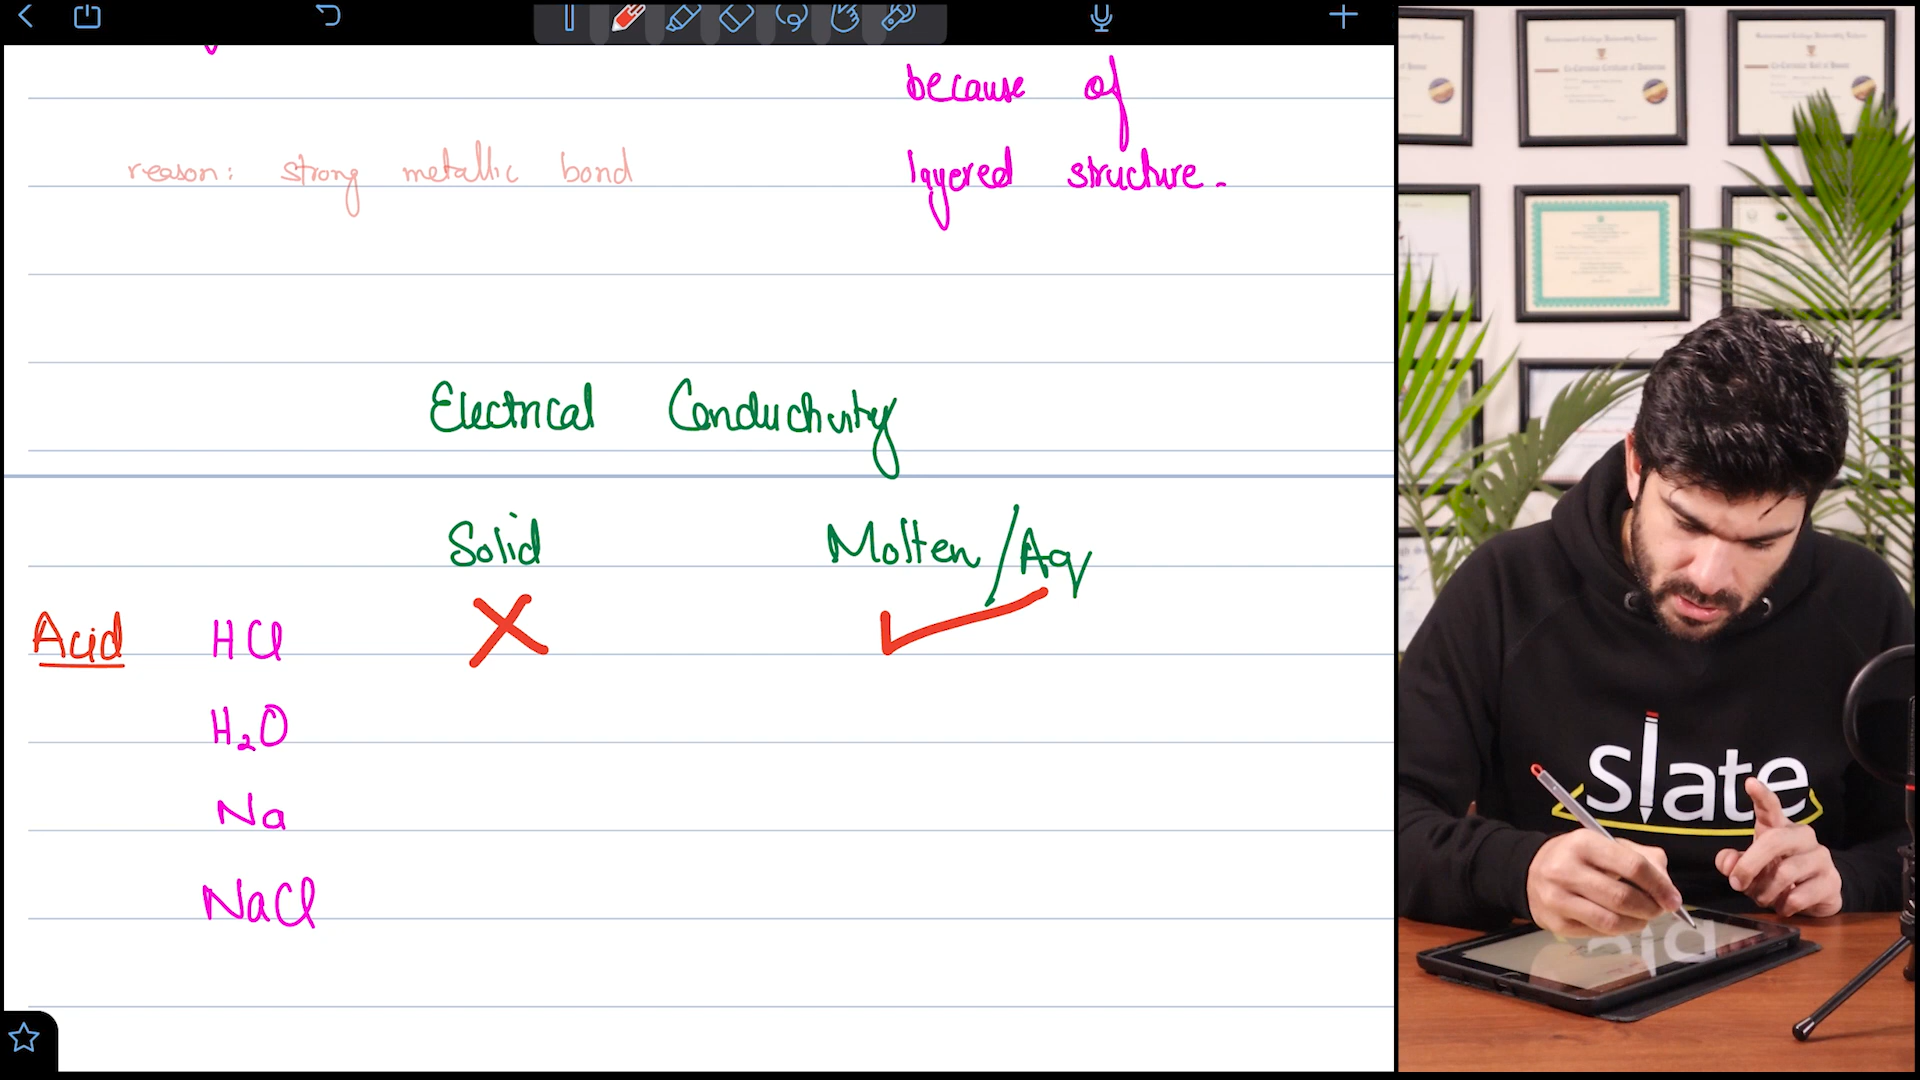 because of
reason: strong metallic bond
layered structure.
Electrical Conductivity
Solid Molten/Aq
Acid HCl
H₂O
Na
NaCl
slate